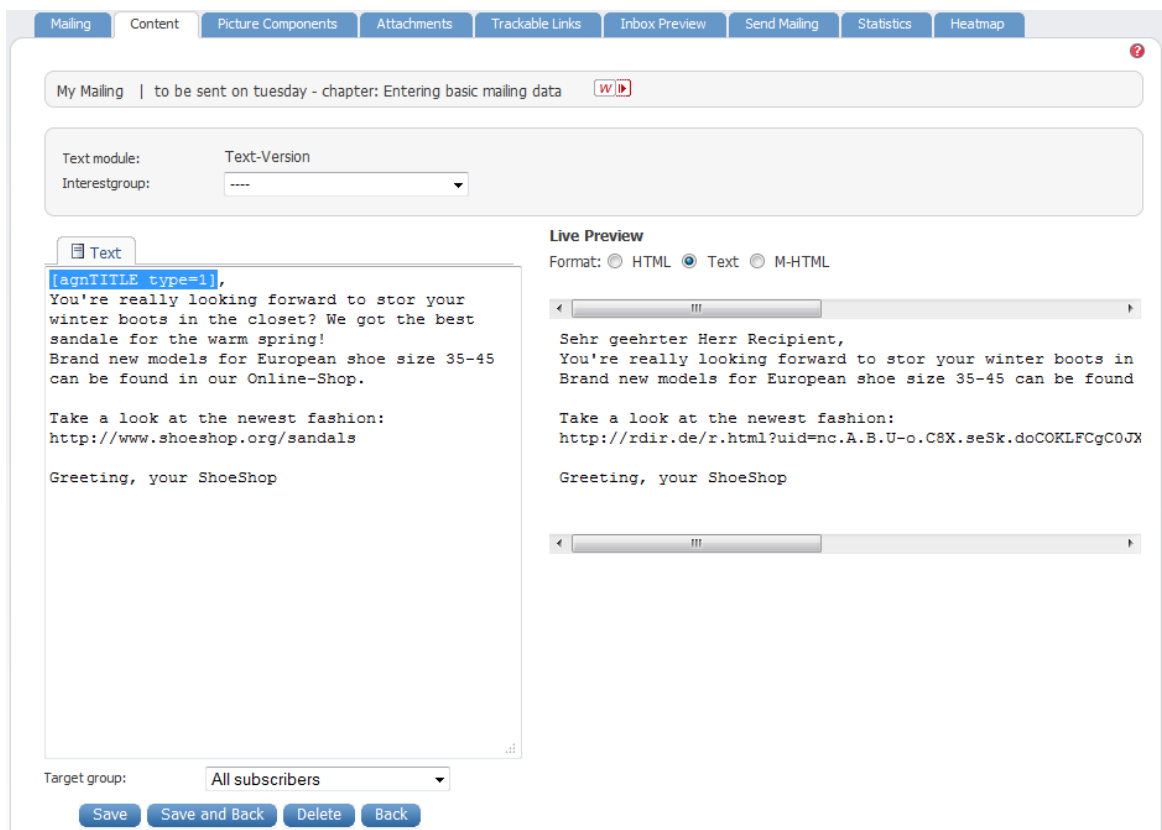 Mailing Content Picture Components Attachments Trackable Links Inbox Preview Send Mailing Statistics Heatmap
?
My Mailing | to be sent on tuesday - chapter: Entering basic mailing data W
Text module: Text-Version
Interestgroup: ----
Text
[agnTITLE type=1],
You're really looking forward to stor your
winter boots in the closet? We got the best
sandale for the warm spring!
Brand new models for European shoe size 35-45
can be found in our Online-Shop.
Take a look at the newest fashion:
http://www.shoeshop.org/sandals
Greeting, your ShoeShop
Live Preview
Format: HTML Text M-HTML
Sehr geehrter Herr Recipient,
You're really looking forward to stor your winter boots in
Brand new models for European shoe size 35-45 can be found
Take a look at the newest fashion:
http://rdir.de/r.html?uid=nc.A.B.U-o.C8X.seSk.doCOKLFCgC0JX
Greeting, your ShoeShop
Target group: All subscribers
Save Save and Back Delete Back